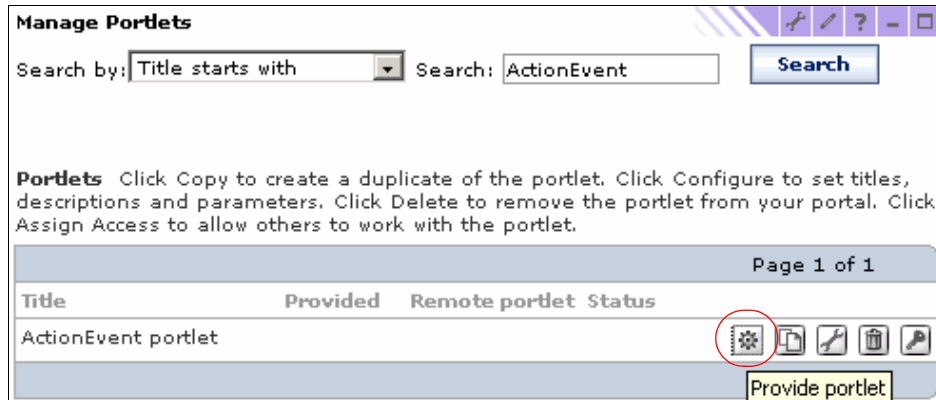 Manage Portlets
?
Search by: Title starts with Search: ActionEvent Search
Portlets Click Copy to create a duplicate of the portlet. Click Configure to set titles,
descriptions and parameters. Click Delete to remove the portlet from your portal. Click
Assign Access to allow others to work with the portlet.
Page 1 of 1
Title Provided Remote portlet Status
ActionEvent portlet
Provide portlet